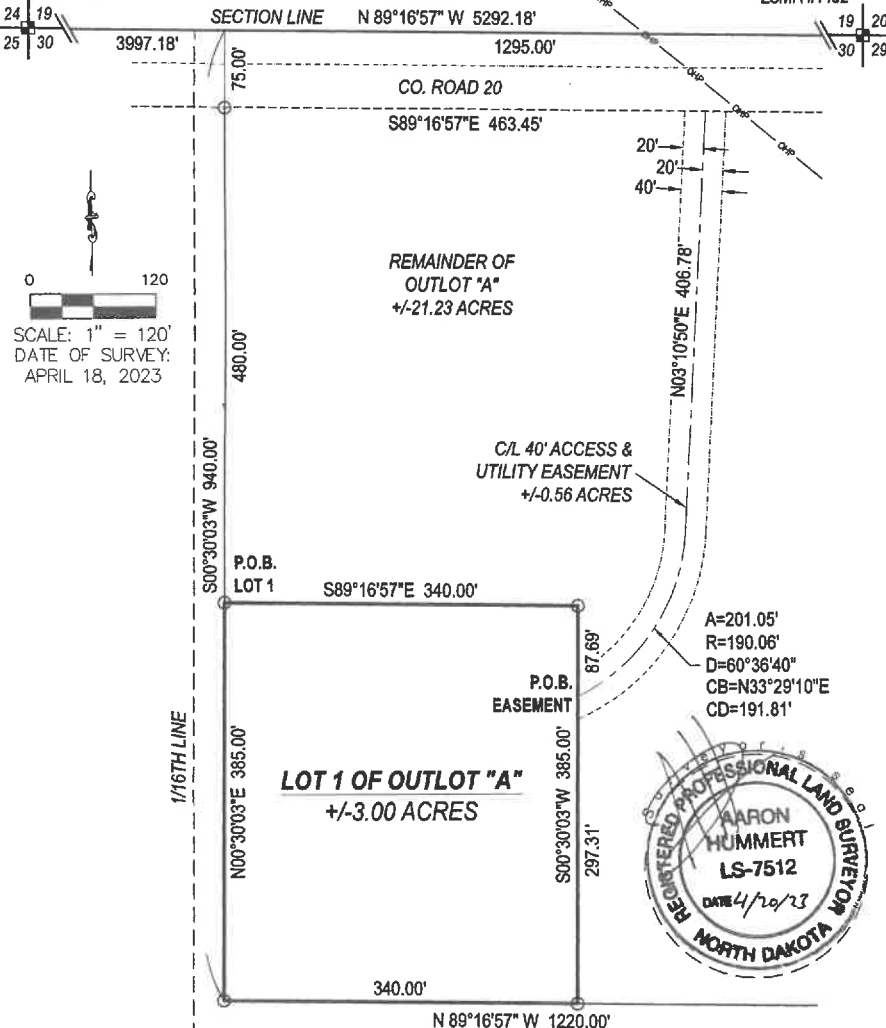 24 19
25 30
SECTION LINE N 89°16'57" W 5292.18'
19 20
30 29
3997.18'
1295.00'
75.00'
OHP
OHP
OHP
OHP
CO. ROAD 20
S89°16'57"E 463.45'
20'
20'
40'
0 120
SCALE: 1" = 120'
DATE OF SURVEY:
APRIL 18, 2023
REMAINDER OF
OUTLOT "A"
+/-21.23 ACRES
480.00'
N03°10'50"E 406.78'
S00°30'03"W 940.00'
C/L 40' ACCESS &
UTILITY EASEMENT
+/-0.56 ACRES
P.O.B.
LOT 1
S89°16'57"E 340.00'
87.69'
A=201.05'
R=190.06'
D=60°36'40"
CB=N33°29'10"E
CD=191.81'
P.O.B.
EASEMENT
1/16TH LINE
N00°30'03"E 385.00'
LOT 1 OF OUTLOT "A"
+/-3.00 ACRES
S00°30'03"W 385.00'
297.31'
Surveyor's seal
REGISTERED PROFESSIONAL LAND SURVEYOR
AARON
HUMMERT
LS-7512
DATE 4/20/23
NORTH DAKOTA
340.00'
N 89°16'57" W 1220.00'